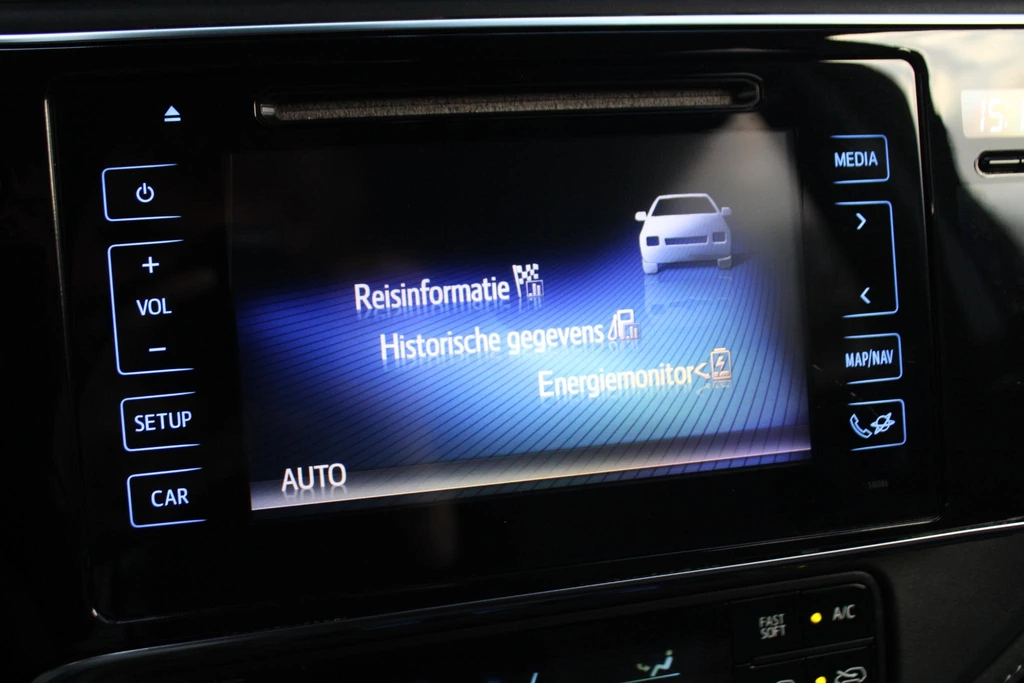 MEDIA
VOL
Reisinformatie
Historische gegevens
MAP/NAV
Energiemonitor
SETUP
AUTO
CAR
FAST
SOFT
A/C